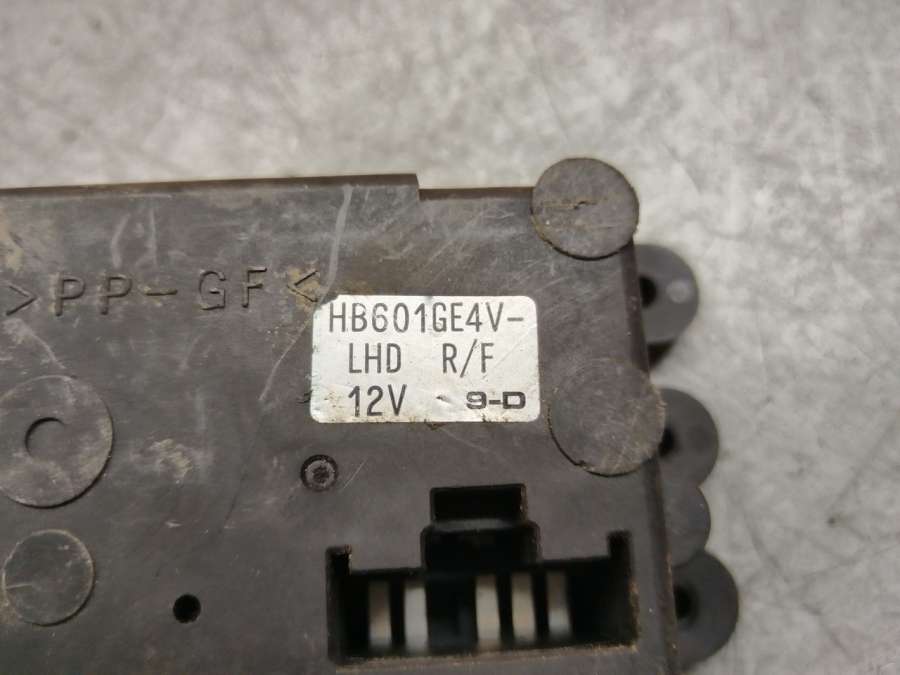 >PP-GF<
HB601GE4V-
LHD R/F
12V 9-D